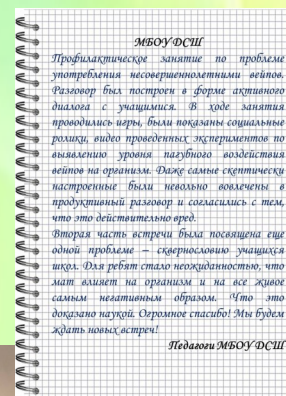 МБОУ ДСШ
Профилактическое занятие по проблеме
употребления несовершеннолетними вейпов.
Разговор был построен в форме активного
диалога с учащимися. В ходе занятия
проводились игры, были показаны социальные
ролики, видео проведенных экспериментов по
выявлению уровня пагубного воздействия
вейпов на организм. Даже самые скептически
настроенные были невольно вовлечены в
продуктивный разговор и согласились с тем,
что это действительно вред.
Вторая часть встречи была посвящена еще
одной проблеме – сквернословию учащихся
школ. Для ребят стало неожиданностью, что
мат влияет на организм и на все живое
самым негативным образом. Что это
доказано наукой. Огромное спасибо! Мы будем
ждать новых встреч!
Педагоги МБОУ ДСШ